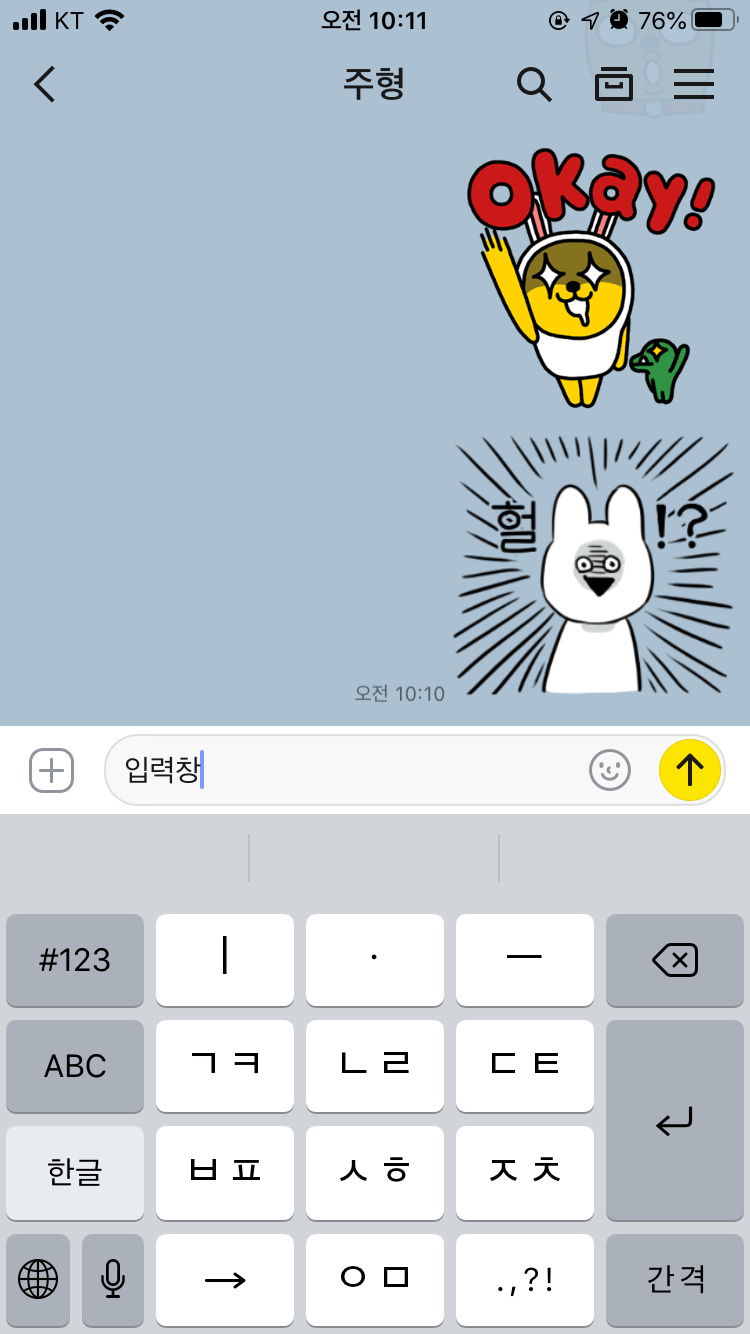 KT 오전 10:11 76%
주형
Okay!
헐 !?
오전 10:10
입력창
#123 ㅣ · ㅡ
ABC ㄱㅋ ㄴㄹ ㄷㅌ
한글 ㅂㅍ ㅅㅎ ㅈㅊ
→ ㅇㅁ .,?! 간격